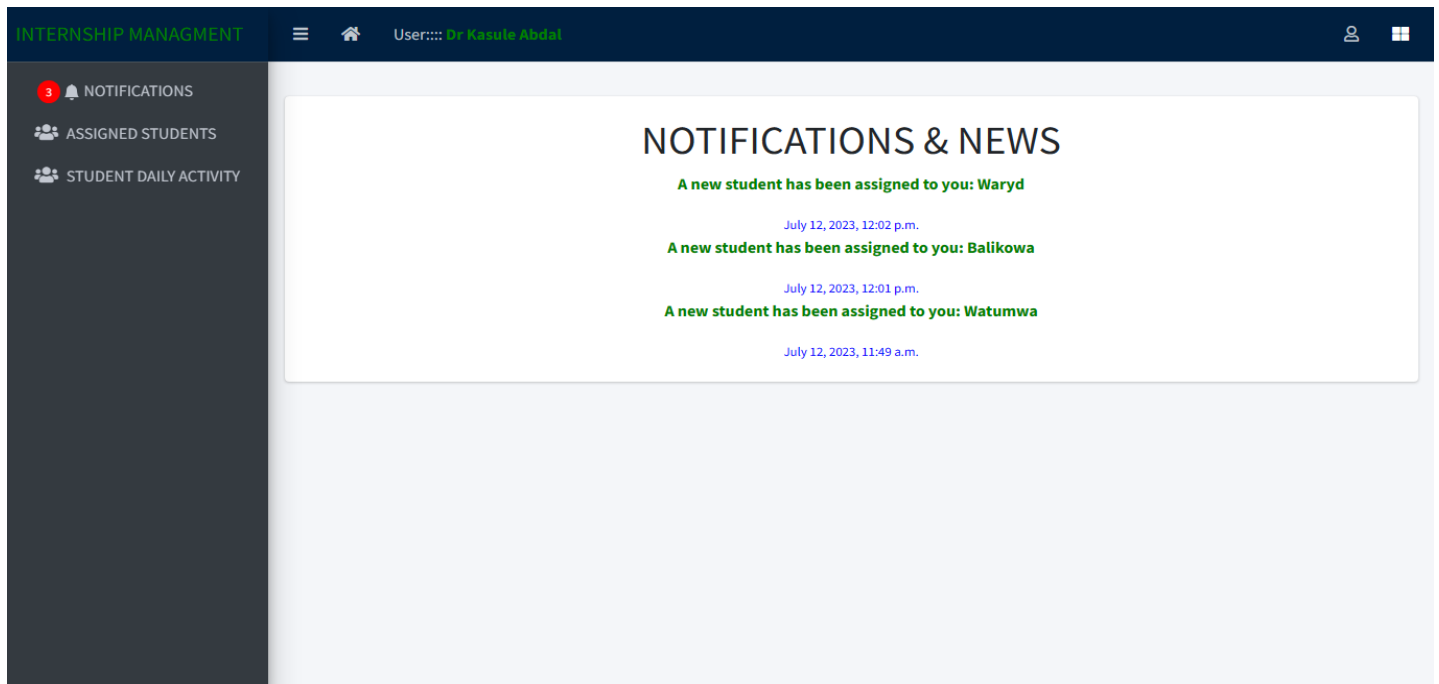 INTERNSHIP MANAGMENT
User:::: Dr Kasule Abdal
3 NOTIFICATIONS
ASSIGNED STUDENTS
STUDENT DAILY ACTIVITY
NOTIFICATIONS & NEWS
A new student has been assigned to you: Waryd
July 12, 2023, 12:02 p.m.
A new student has been assigned to you: Balikowa
July 12, 2023, 12:01 p.m.
A new student has been assigned to you: Watumwa
July 12, 2023, 11:49 a.m.